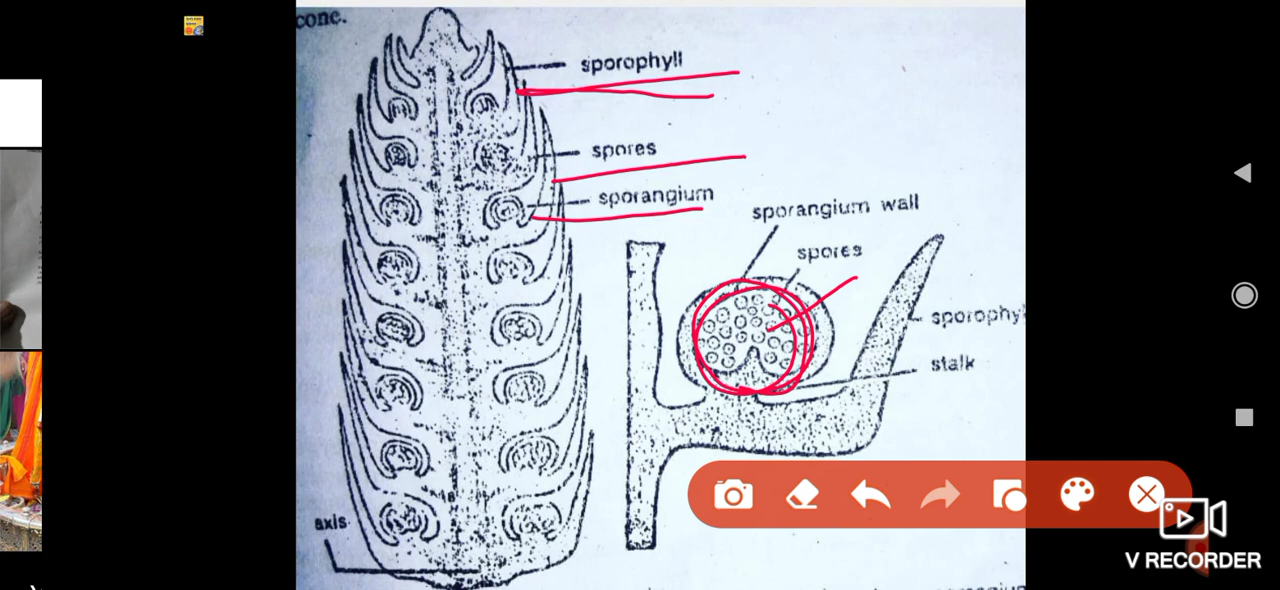 cone.
sporophyll
spores
sporangium
sporangium wall
spores
sporophyl
stalk
axis
V RECORDER